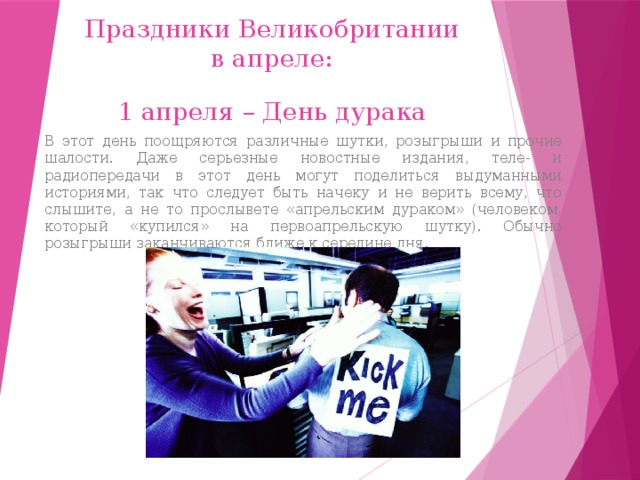 Праздники Великобритании
в апреле:
1 апреля – День дурака
В этот день поощряются различные шутки, розыгрыши и прочие
шалости. Даже серьезные новостные издания, теле- и
радиопередачи в этот день могут поделиться выдуманными
историями, так что следует быть начеку и не верить всему, что
слышите, а не то прослывете «апрельским дураком» (человеком,
который «купился» на первоапрельскую шутку). Обычно
розыгрыши заканчиваются ближе к середине дня.
KICK
me